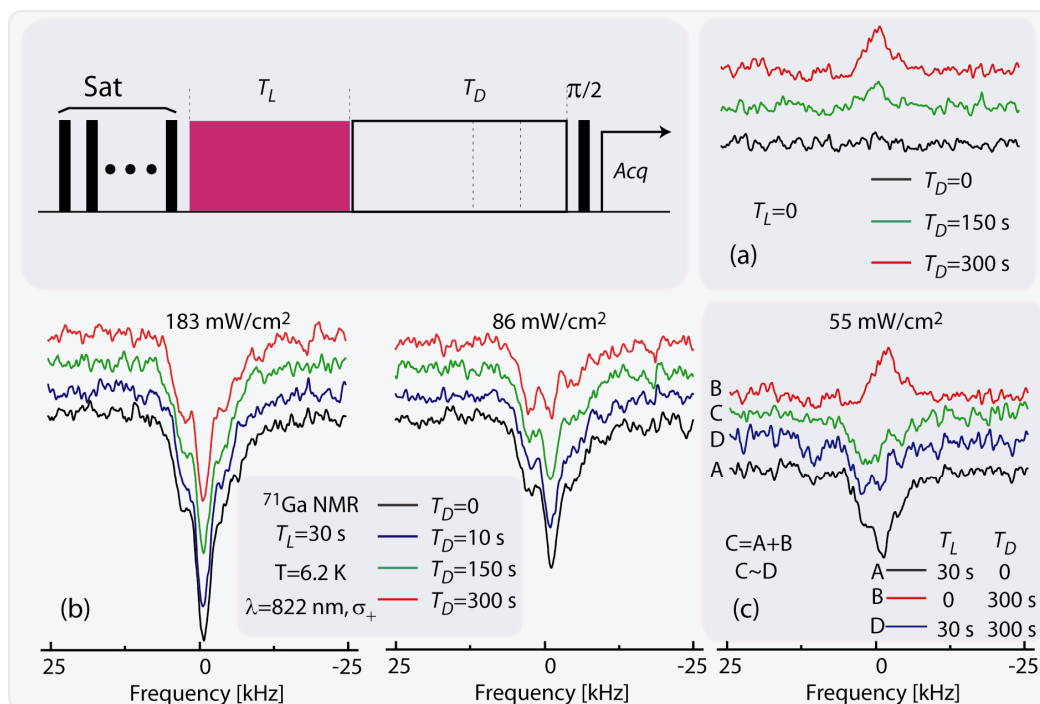 Sat
T_L
T_D
π/2
Acq
T_L=0
T_D=0
T_D=150 s
T_D=300 s
(a)
183 mW/cm²
86 mW/cm²
⁷¹Ga NMR
T_L=30 s
T=6.2 K
λ=822 nm, σ₊
T_D=0
T_D=10 s
T_D=150 s
T_D=300 s
(b)
25 0 -25
Frequency [kHz]
25 0 -25
Frequency [kHz]
55 mW/cm²
B
C
D
A
C=A+B
C~D
T_L T_D
A 30 s 0
B 0 300 s
D 30 s 300 s
(c)
25 0 -25
Frequency [kHz]